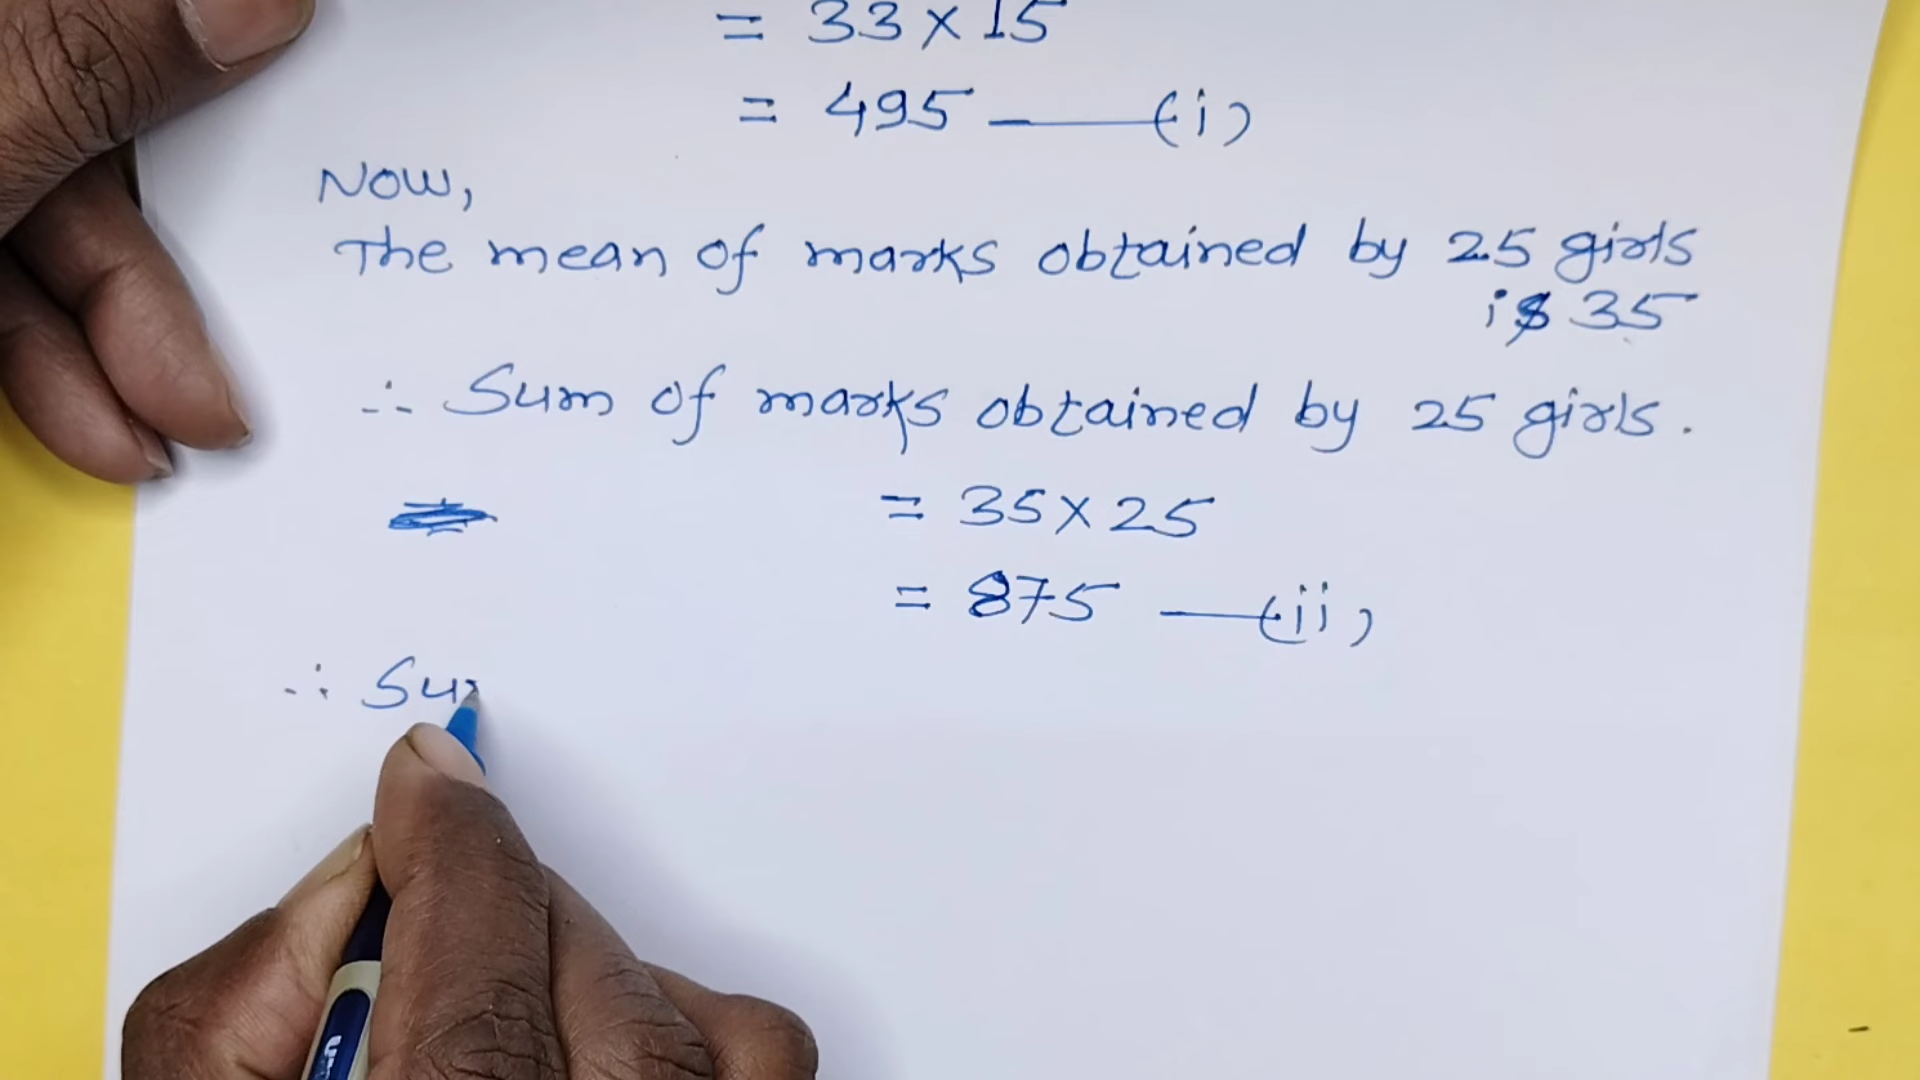 = 33 × 15
= 495 ——(i)
Now,
The mean of marks obtained by 25 girls
is 35
∴ Sum of marks obtained by 25 girls.
= 35 × 25
= 875 ——(ii)
∴ Sum